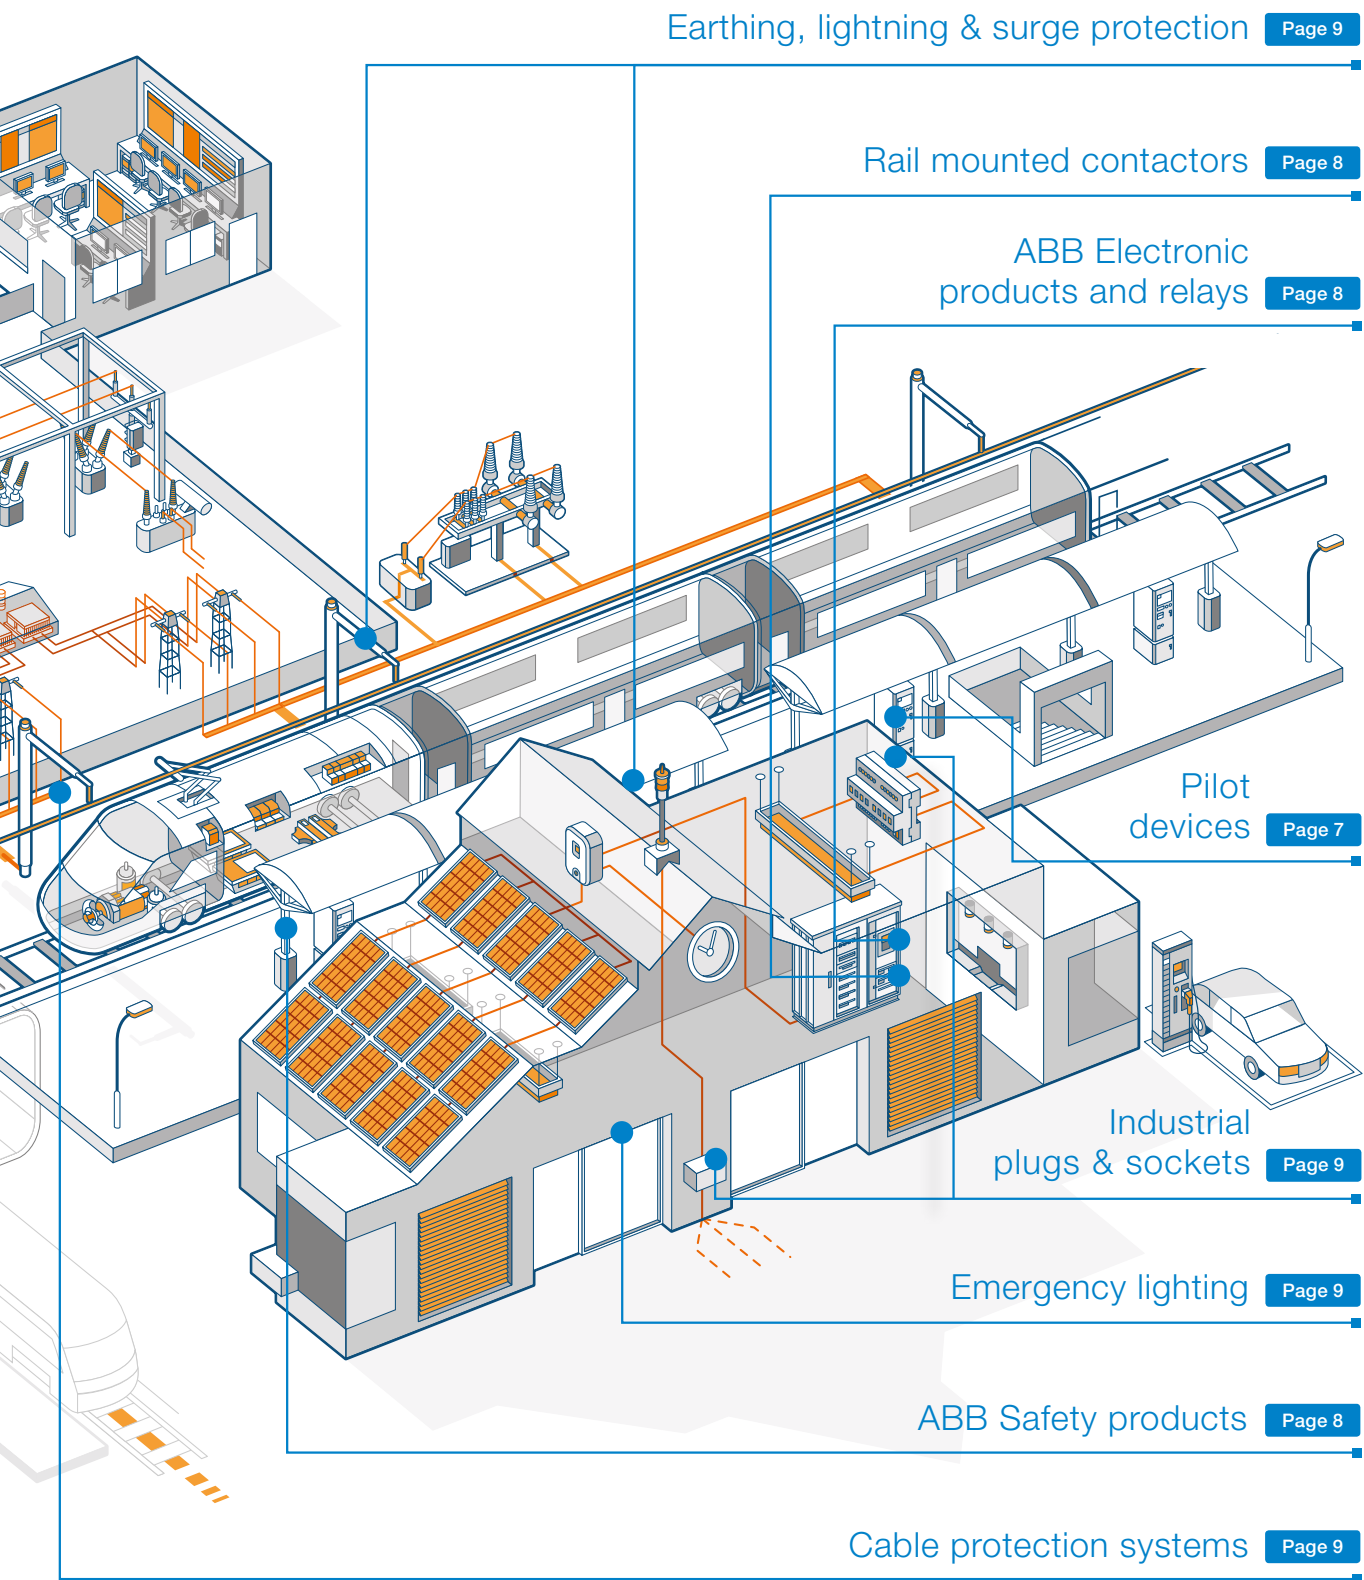 Earthing, lightning & surge protection Page 9
Rail mounted contactors Page 8
ABB Electronic
products and relays Page 8
Pilot
devices Page 7
Industrial
plugs & sockets Page 9
Emergency lighting Page 9
ABB Safety products Page 8
Cable protection systems Page 9